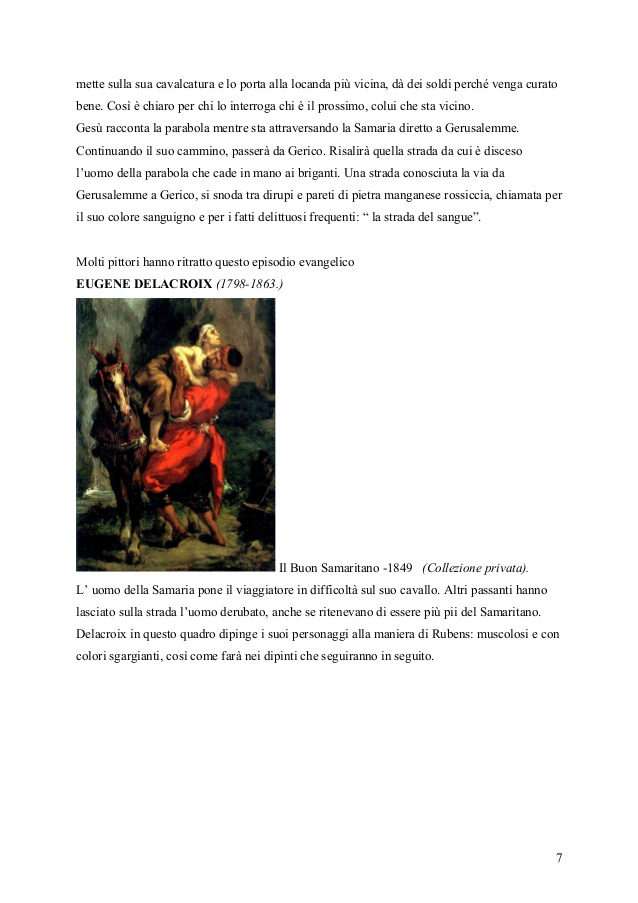 mette sulla sua cavalcatura e lo porta alla locanda più vicina, dà dei soldi perché venga curato
bene. Così è chiaro per chi lo interroga chi è il prossimo, colui che sta vicino.
Gesù racconta la parabola mentre sta attraversando la Samaria diretto a Gerusalemme.
Continuando il suo cammino, passerà da Gerico. Risalirà quella strada da cui è disceso
l’uomo della parabola che cade in mano ai briganti. Una strada conosciuta la via da
Gerusalemme a Gerico, si snoda tra dirupi e pareti di pietra manganese rossiccia, chiamata per
il suo colore sanguigno e per i fatti delittuosi frequenti: “ la strada del sangue”.
Molti pittori hanno ritratto questo episodio evangelico
EUGENE DELACROIX (1798-1863.)
Il Buon Samaritano -1849 (Collezione privata).
L’ uomo della Samaria pone il viaggiatore in difficoltà sul suo cavallo. Altri passanti hanno
lasciato sulla strada l’uomo derubato, anche se ritenevano di essere più pii del Samaritano.
Delacroix in questo quadro dipinge i suoi personaggi alla maniera di Rubens: muscolosi e con
colori sgargianti, così come farà nei dipinti che seguiranno in seguito.
7